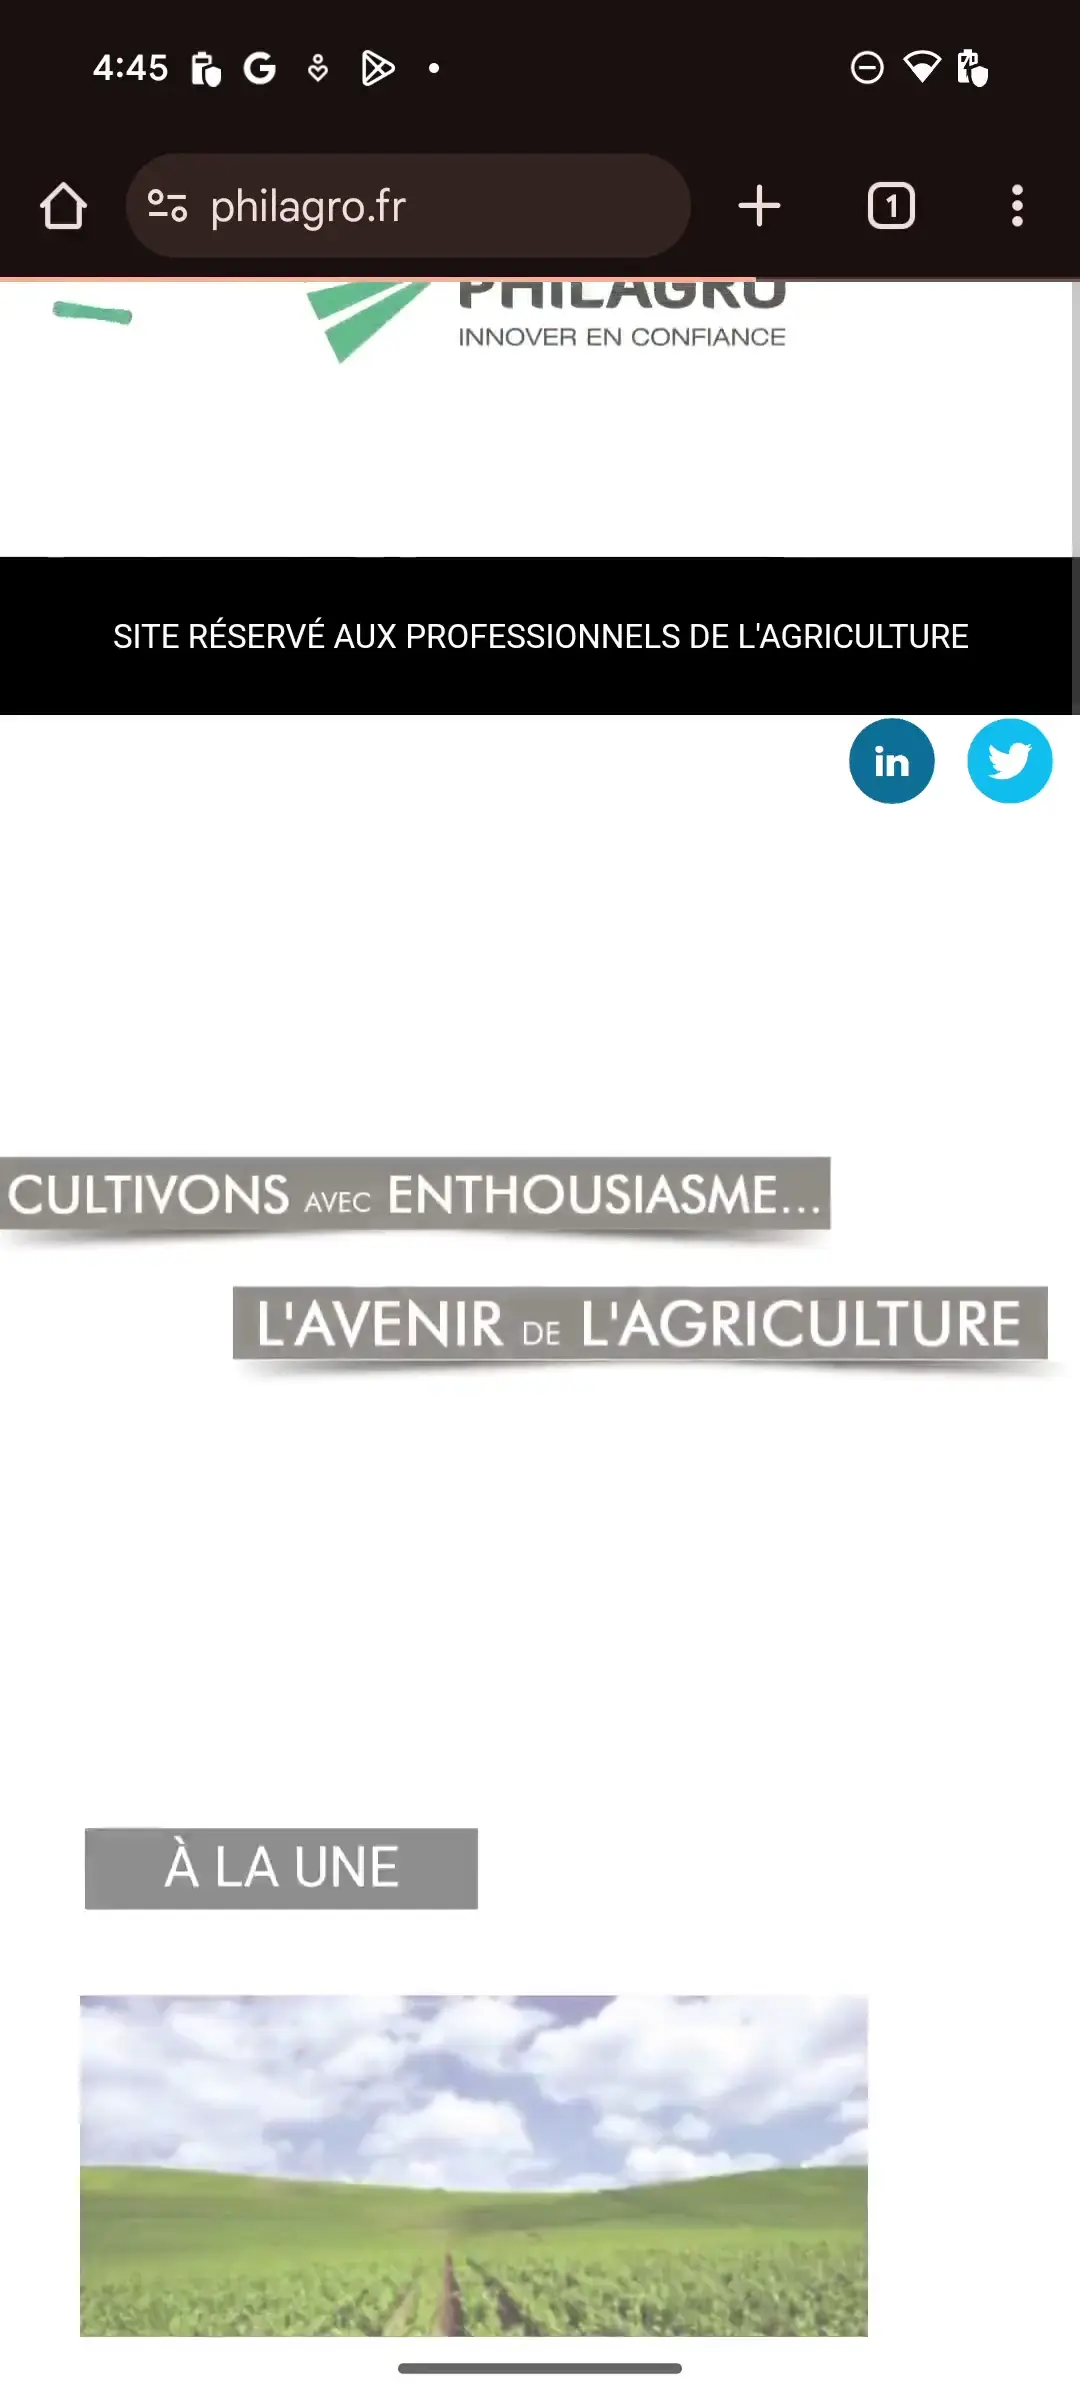 4:45
philagro.fr
1
PHILAGRO
INNOVER EN CONFIANCE
SITE RÉSERVÉ AUX PROFESSIONNELS DE L'AGRICULTURE
in
CULTIVONS AVEC ENTHOUSIASME...
L'AVENIR DE L'AGRICULTURE
À LA UNE